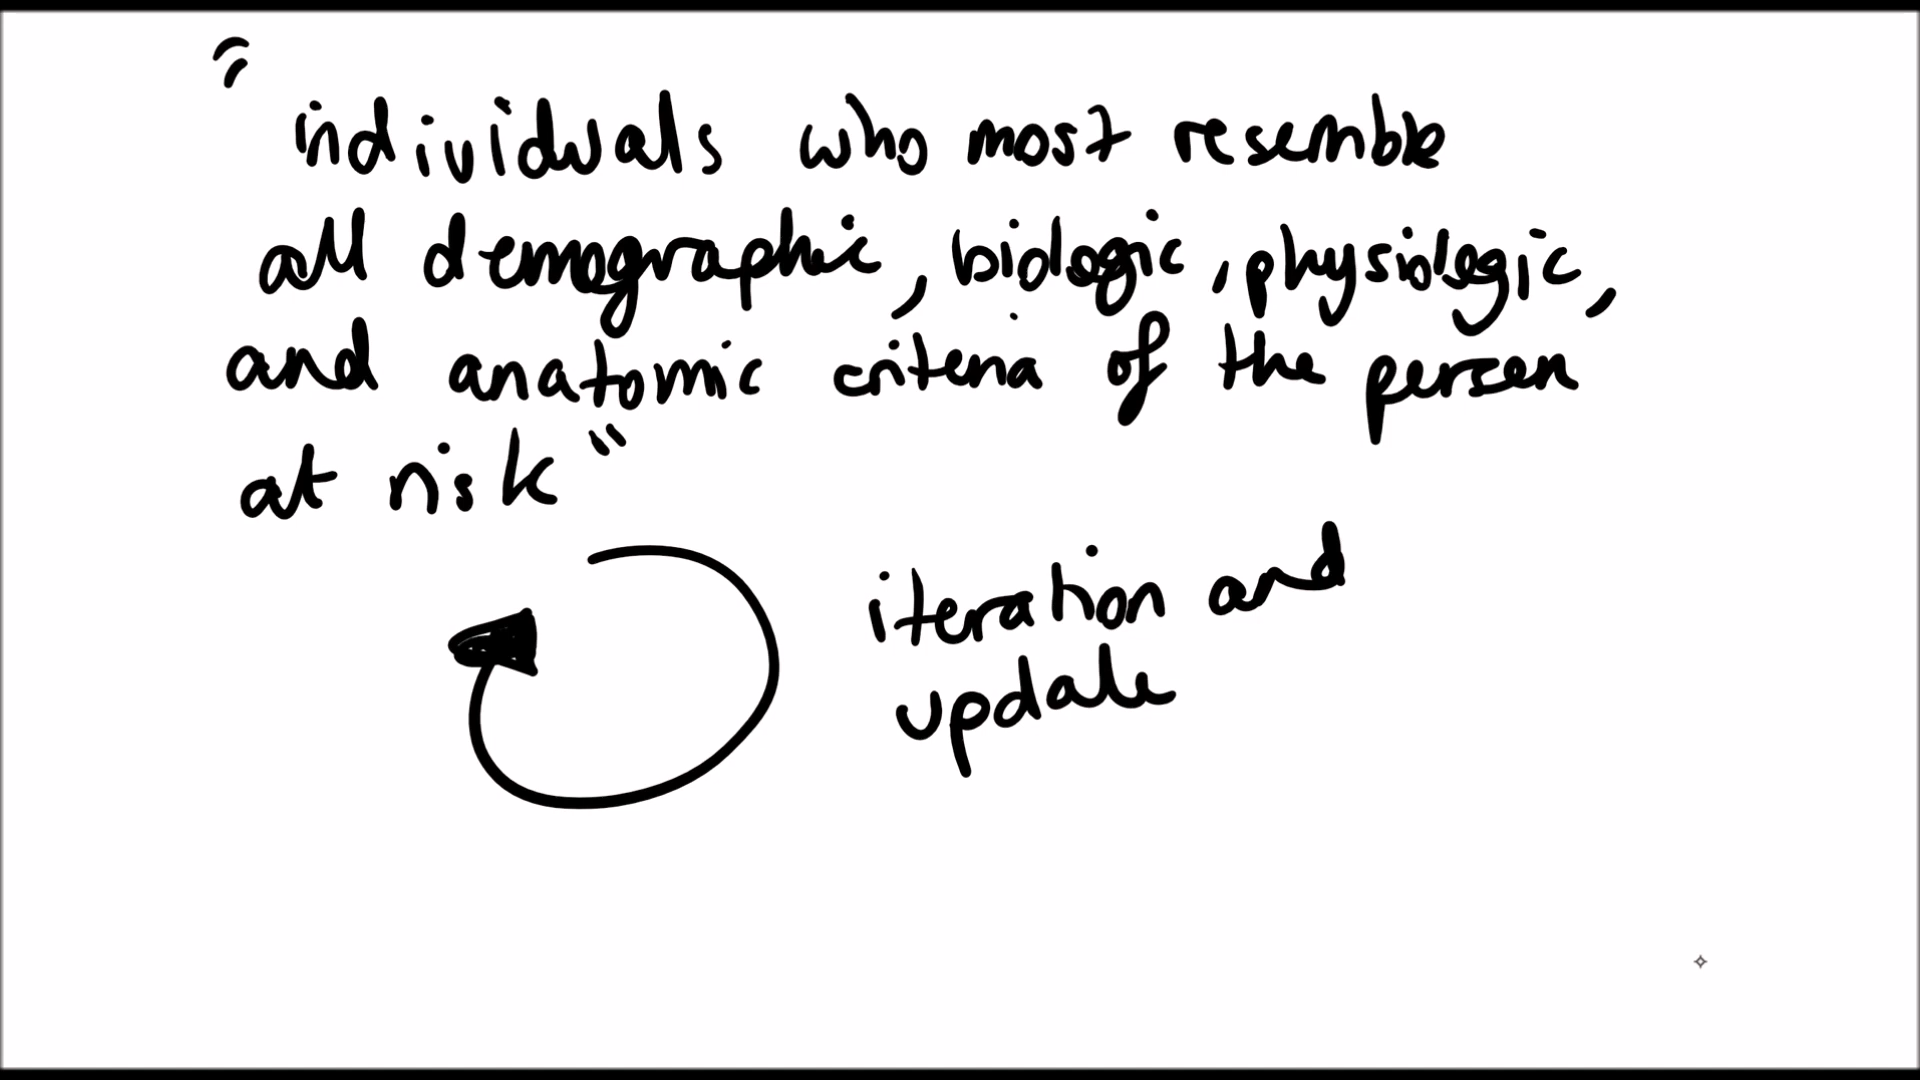 "individuals who most resemble
all demographic, biologic, physiologic,
and anatomic criteria of the person
at risk"
iteration and
update